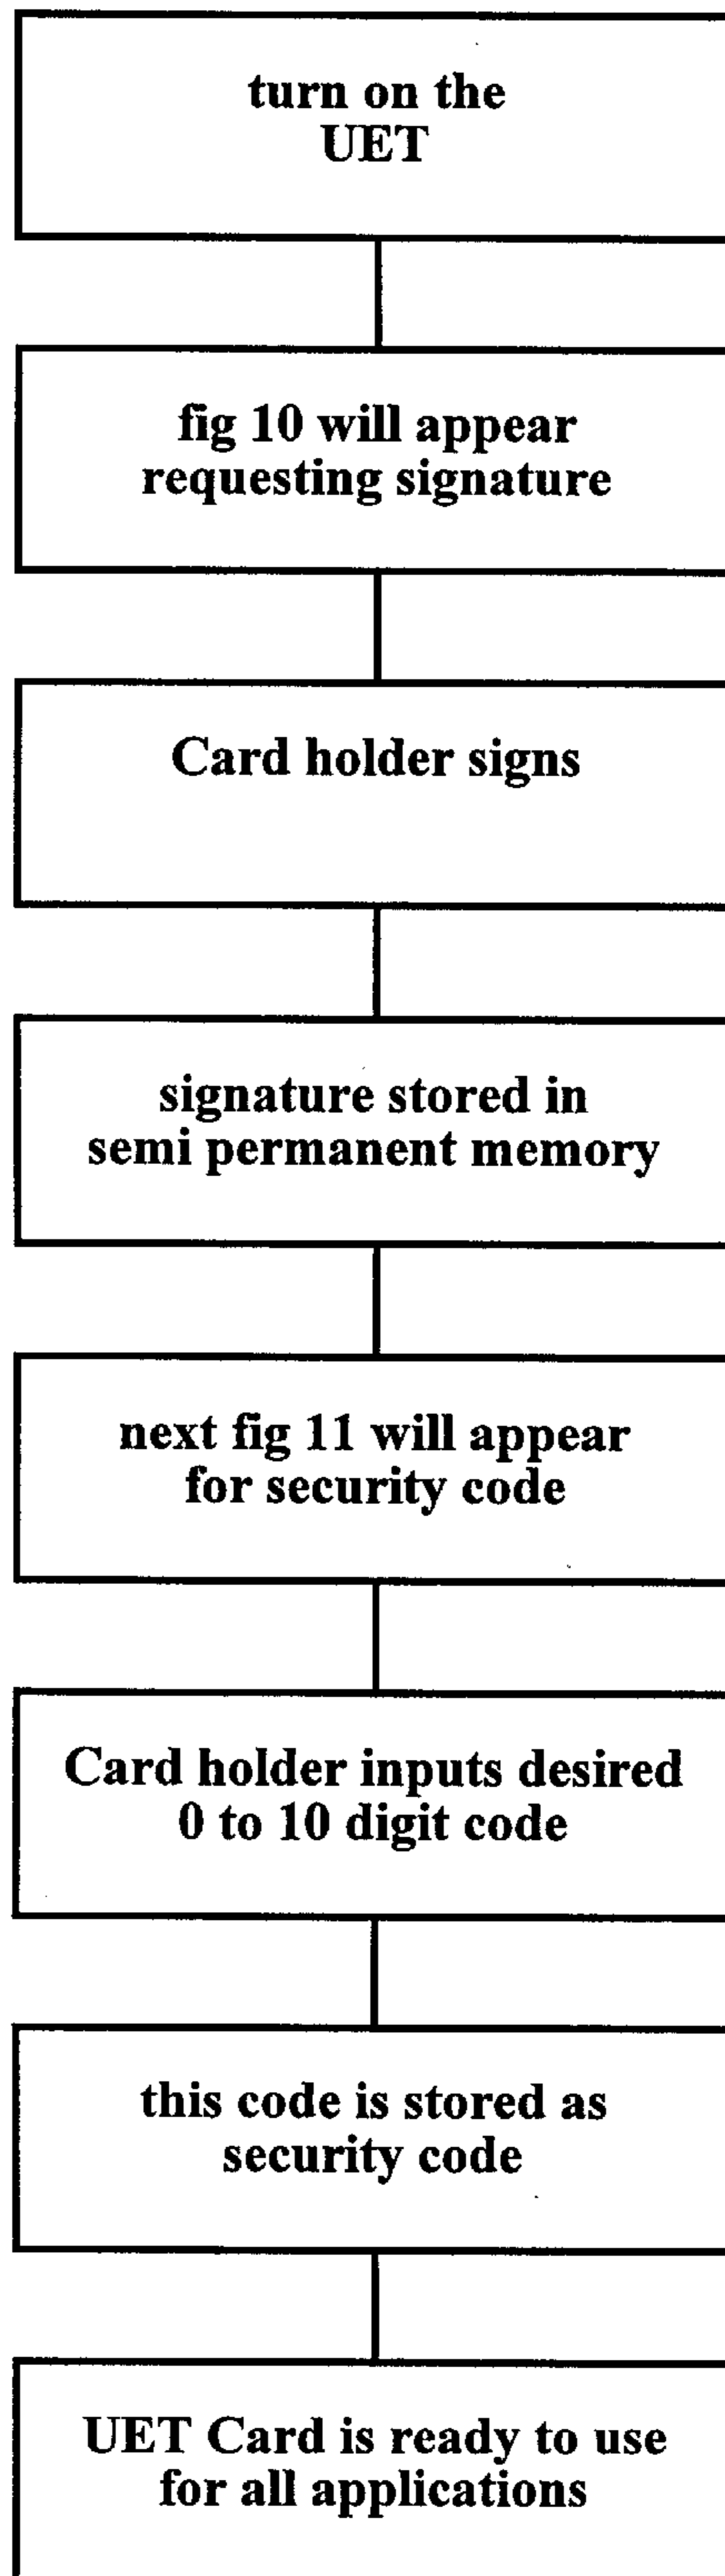 turn on the
UET
fig 10 will appear
requesting signature
Card holder signs
signature stored in
semi permanent memory
next fig 11 will appear
for security code
Card holder inputs desired
0 to 10 digit code
this code is stored as
security code
UET Card is ready to use
for all applications